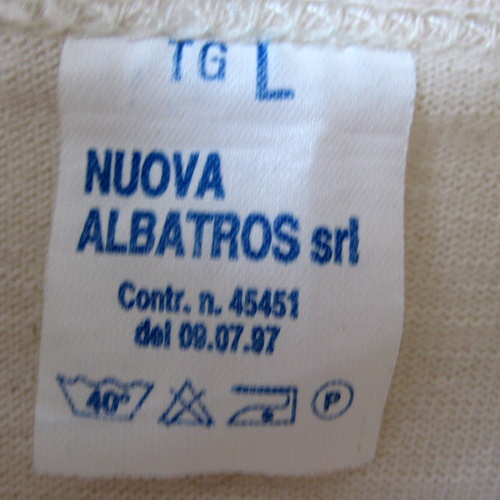 TG L
NUOVA
ALBATROS srl
Contr. n. 45451
del 09.07.97
40° P